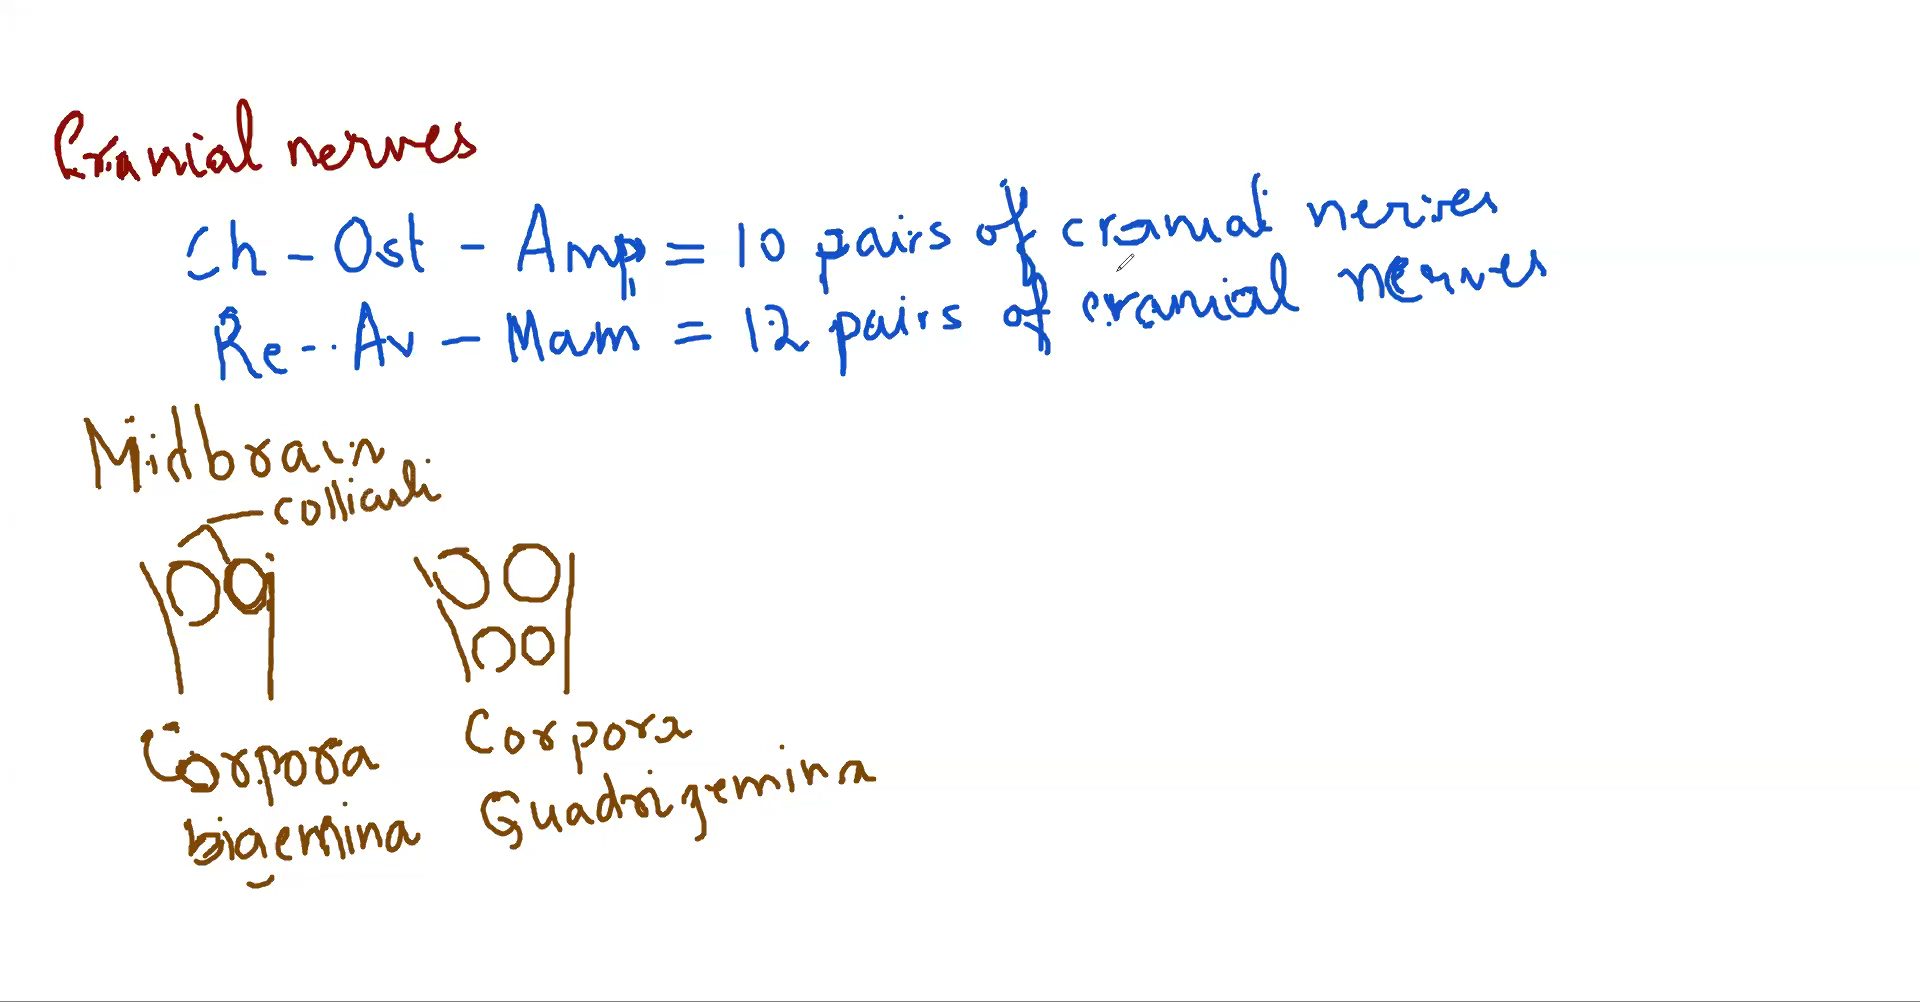 Cranial nerves
Ch - Ost - Amp = 10 pairs of cranial nerves
Re - Av - Mam = 12 pairs of cranial nerves
Midbrain
colliculi
Corpora
bigemina
Corpora
Quadrigemina